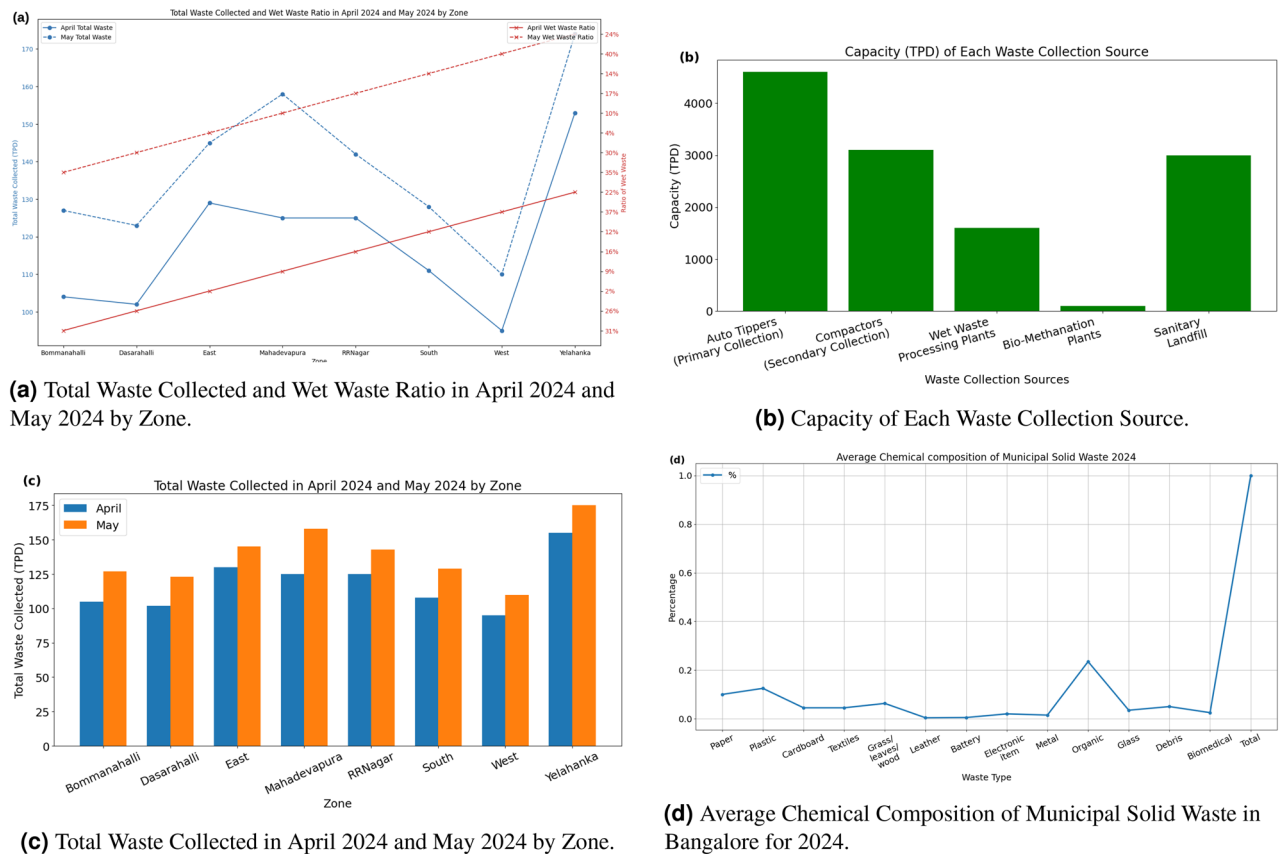 (a)
Total Waste Collected and Wet Waste Ratio in April 2024 and May 2024 by Zone
April Total Waste
May Total Waste
April Wet Waste Ratio
May Wet Waste Ratio
170
160
150
140
130
120
110
100
Total Waste Collected (TPD)
24%
40%
14%
17%
10%
4%
30%
35%
22%
37%
12%
16%
9%
2%
26%
31%
Ratio of Wet Waste
Bommanahalli Dasarahalli East Mahadevapura RRNagar South West Yelahanka
Zone
(a) Total Waste Collected and Wet Waste Ratio in April 2024 and
May 2024 by Zone.
(b)
Capacity (TPD) of Each Waste Collection Source
4000
3000
2000
1000
0
Capacity (TPD)
Auto Tippers
(Primary Collection)
Compactors
(Secondary Collection)
Wet Waste
Processing Plants
Bio-Methanation
Plants
Sanitary
Landfill
Waste Collection Sources
(b) Capacity of Each Waste Collection Source.
(c)
Total Waste Collected in April 2024 and May 2024 by Zone
April
May
175
150
125
100
75
50
25
0
Total Waste Collected (TPD)
Bommanahalli Dasarahalli East Mahadevapura RRNagar South West Yelahanka
Zone
(c) Total Waste Collected in April 2024 and May 2024 by Zone.
(d)
Average Chemical composition of Municipal Solid Waste 2024
%
1.0
0.8
0.6
0.4
0.2
0.0
Percentage
Paper
Plastic
Cardboard
Textiles
Grass/
leaves/
wood
Leather
Battery
Electronic
item
Metal
Organic
Glass
Debris
Biomedical
Total
Waste Type
(d) Average Chemical Composition of Municipal Solid Waste in
Bangalore for 2024.